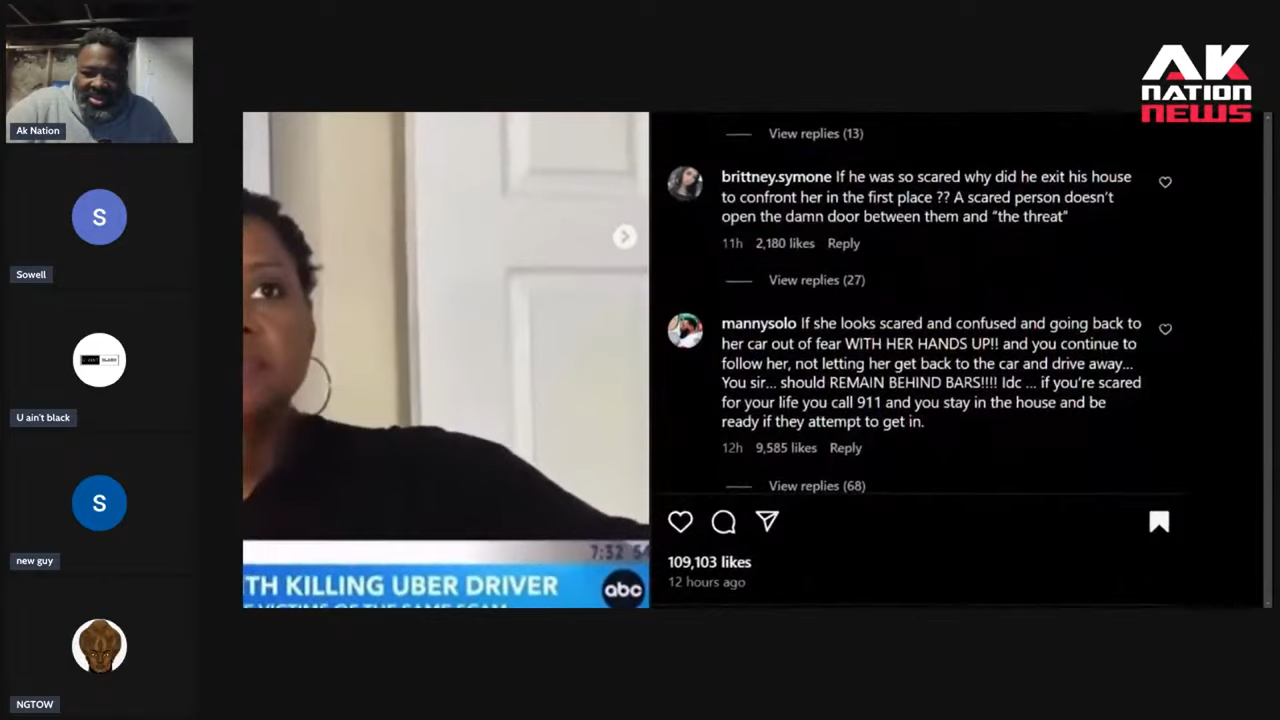 Ak Nation
S
Sowell
U ain't black
S
new guy
NGTOW
AK
NATION
NEWS
View replies (13)
brittney.symone If he was so scared why did he exit his house
to confront her in the first place ?? A scared person doesn't
open the damn door between them and "the threat"
11h 2,180 likes Reply
View replies (27)
mannysolo If she looks scared and confused and going back to
her car out of fear WITH HER HANDS UP!! and you continue to
follow her, not letting her get back to the car and drive away...
You sir... should REMAIN BEHIND BARS!!!! Idc ... if you're scared
for your life you call 911 and you stay in the house and be
ready if they attempt to get in.
12h 9,585 likes Reply
View replies (68)
109,103 likes
12 hours ago
7:32
TH KILLING UBER DRIVER
VICTIMS OF THE SAME SCAM
abc